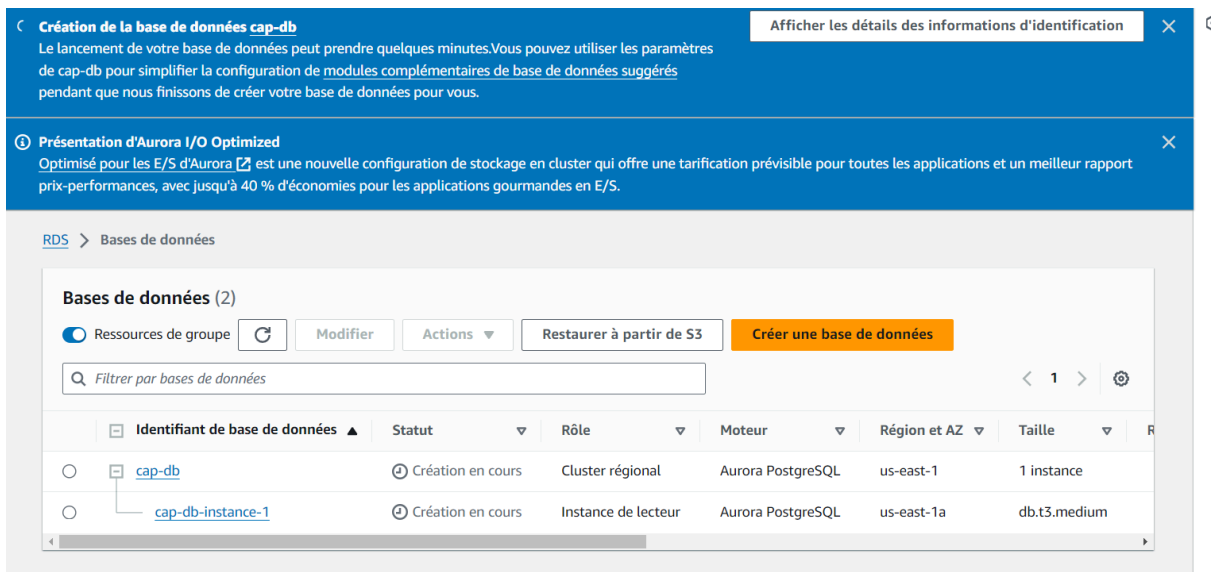 Création de la base de données cap-db
Afficher les détails des informations d'identification
Le lancement de votre base de données peut prendre quelques minutes.Vous pouvez utiliser les paramètres
de cap-db pour simplifier la configuration de modules complémentaires de base de données suggérés
pendant que nous finissons de créer votre base de données pour vous.
Présentation d'Aurora I/O Optimized
Optimisé pour les E/S d'Aurora est une nouvelle configuration de stockage en cluster qui offre une tarification prévisible pour toutes les applications et un meilleur rapport
prix-performances, avec jusqu'à 40 % d'économies pour les applications gourmandes en E/S.
RDS > Bases de données
Bases de données (2)
Ressources de groupe Modifier Actions Restaurer à partir de S3 Créer une base de données
Filtrer par bases de données
1
Identifiant de base de données Statut Rôle Moteur Région et AZ Taille
cap-db Création en cours Cluster régional Aurora PostgreSQL us-east-1 1 instance
cap-db-instance-1 Création en cours Instance de lecteur Aurora PostgreSQL us-east-1a db.t3.medium